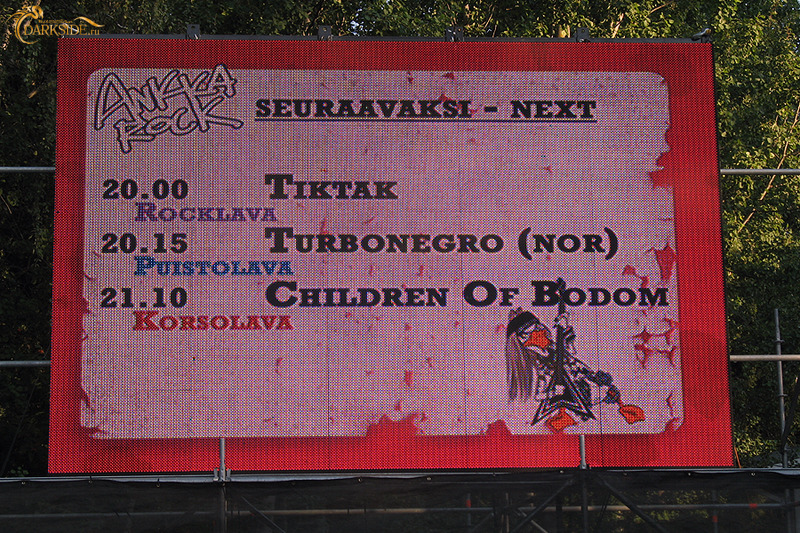 DARKSIDE.ru
ANKKA
ROCK
SEURAAVAKSI - NEXT
20.00 TIKTAK
ROCKLAVA
20.15 TURBONEGRO (NOR)
PUISTOLAVA
21.10 CHILDREN OF BODOM
KORSOLAVA